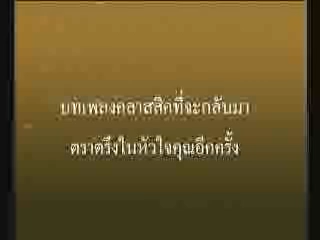 บทเพลงคลาสสิคที่จะกลับมา
ตราตรึงในหัวใจคุณอีกครั้ง